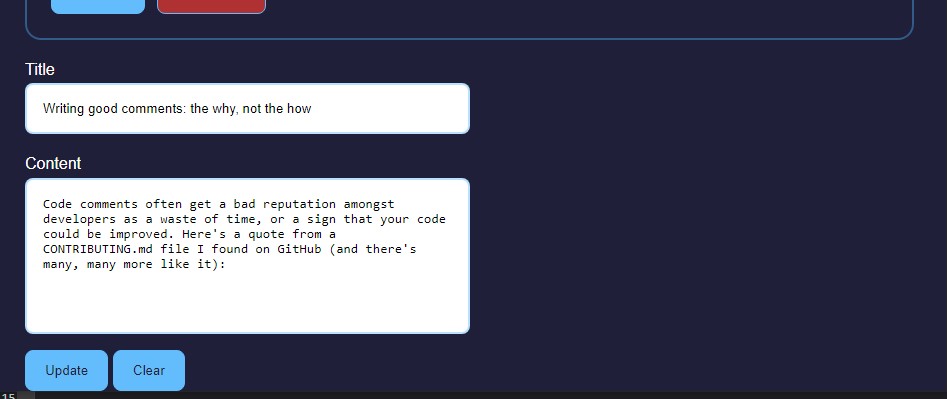 Title
Writing good comments: the why, not the how
Content
Code comments often get a bad reputation amongst
developers as a waste of time, or a sign that your code
could be improved. Here's a quote from a
CONTRIBUTING.md file I found on GitHub (and there's
many, many more like it):
Update Clear
15